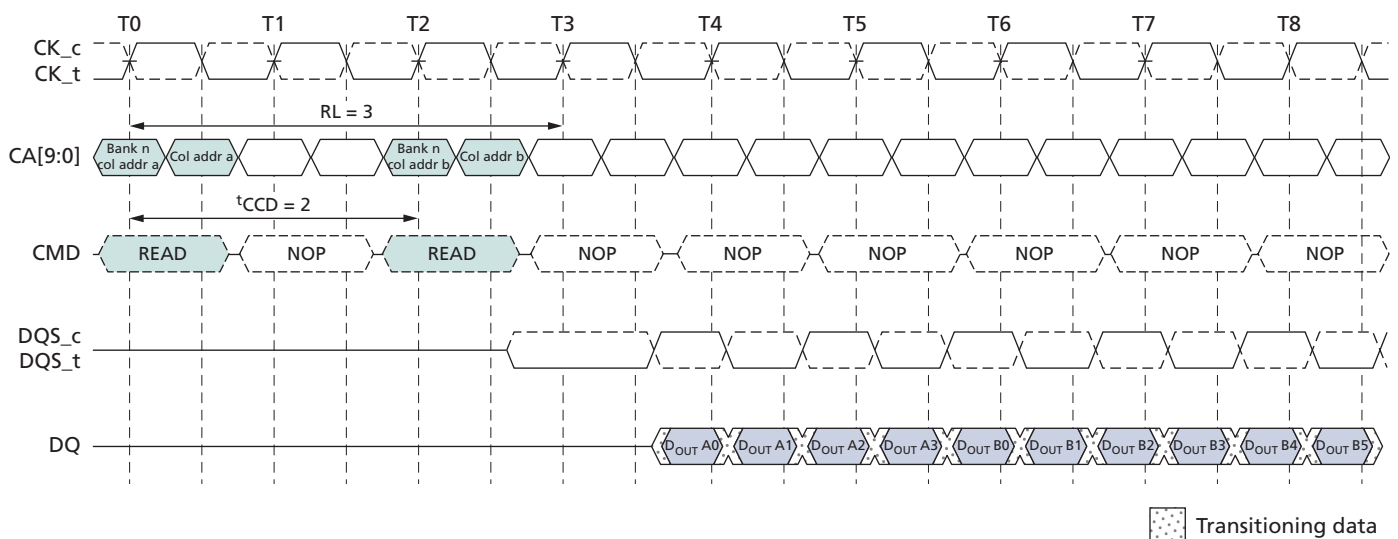 T0 T1 T2 T3 T4 T5 T6 T7 T8
CK_c
CK_t
RL = 3
CA[9:0]
Bank n
col addr a
Col addr a
Bank n
col addr b
Col addr b
tCCD = 2
CMD READ NOP READ NOP NOP NOP NOP NOP NOP
DQS_c
DQS_t
DQ DOUT A0 DOUT A1 DOUT A2 DOUT A3 DOUT B0 DOUT B1 DOUT B2 DOUT B3 DOUT B4 DOUT B5
Transitioning data